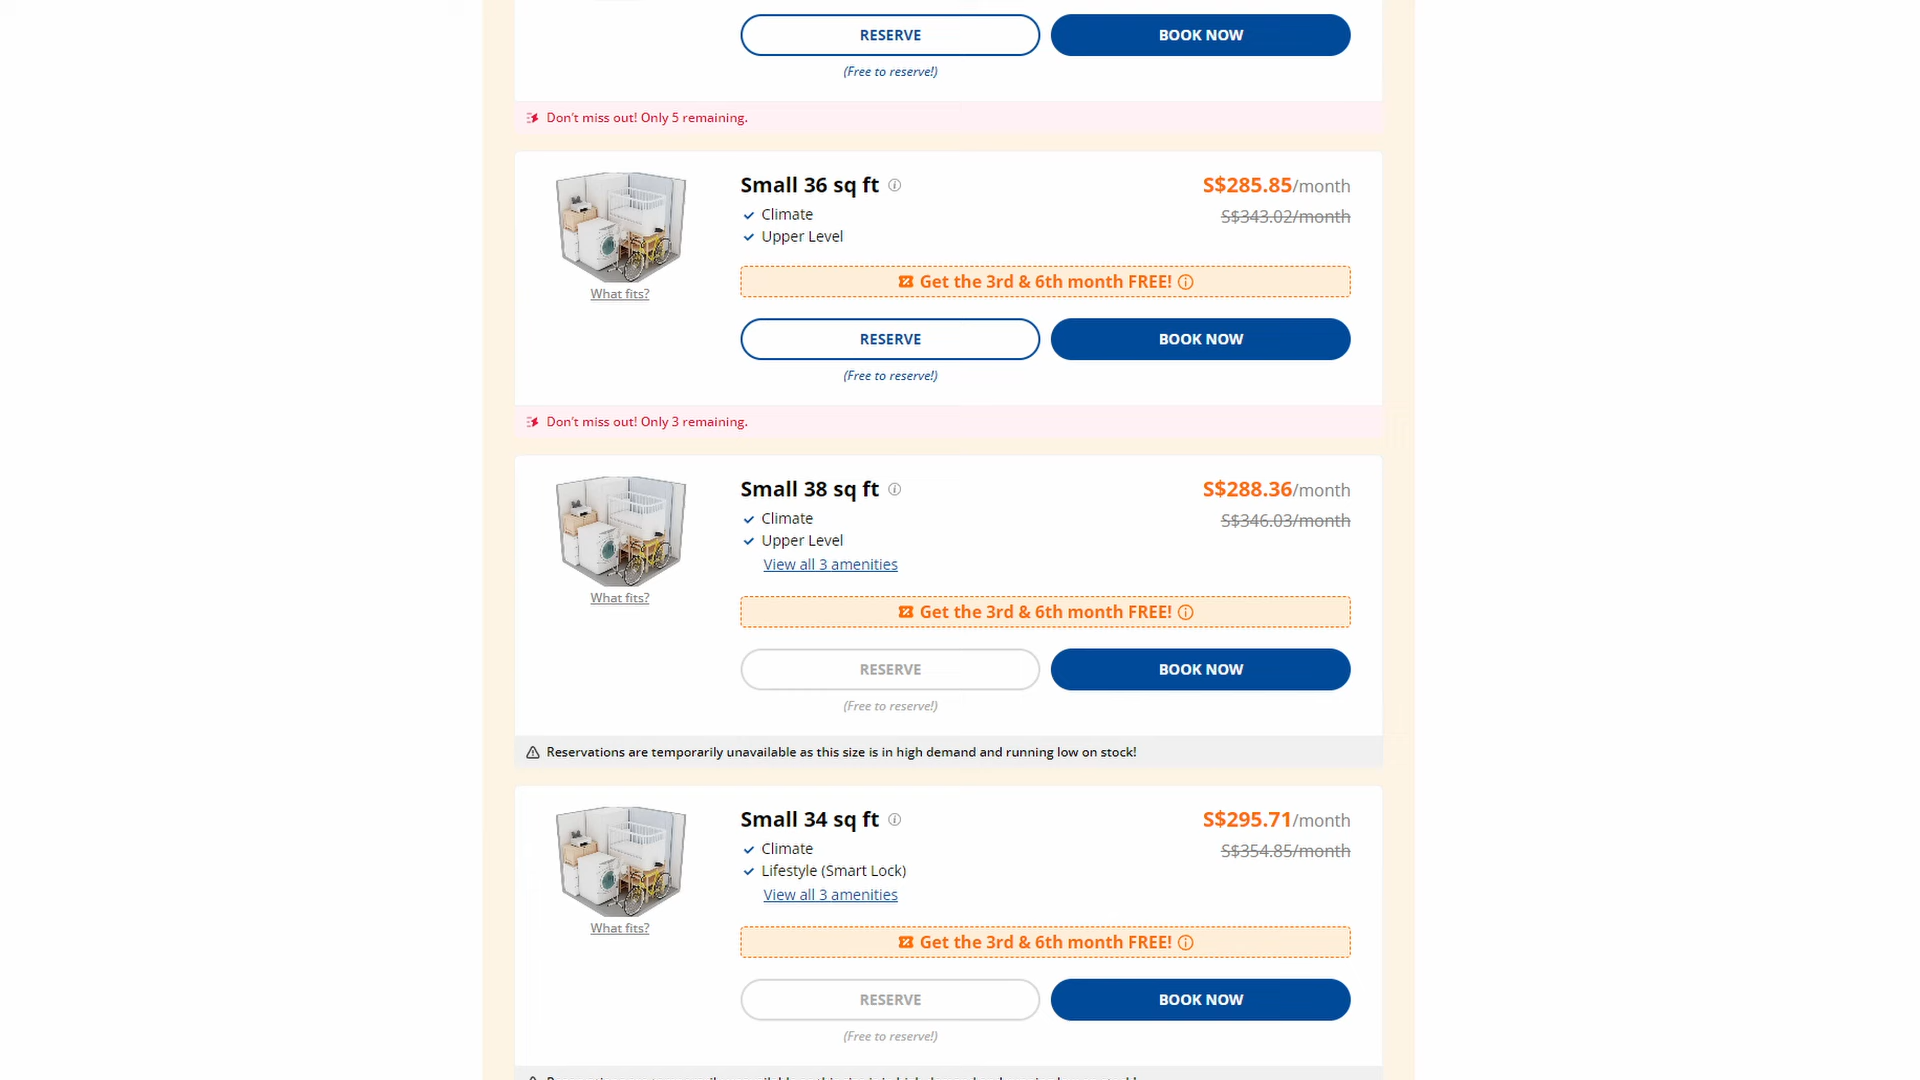 RESERVE
BOOK NOW
(Free to reserve!)
Don't miss out! Only 5 remaining.
Small 36 sq ft
S$285.85/month
Climate
S$343.02/month
Upper Level
Get the 3rd & 6th month FREE!
What fits?
RESERVE
BOOK NOW
(Free to reserve!)
Don't miss out! Only 3 remaining.
Small 38 sq ft
S$288.36/month
Climate
S$346.03/month
Upper Level
View all 3 amenities
What fits?
Get the 3rd & 6th month FREE!
RESERVE
BOOK NOW
(Free to reserve!)
Reservations are temporarily unavailable as this size is in high demand and running low on stock!
Small 34 sq ft
S$295.71/month
Climate
S$354.85/month
Lifestyle (Smart Lock)
View all 3 amenities
What fits?
Get the 3rd & 6th month FREE!
RESERVE
BOOK NOW
(Free to reserve!)